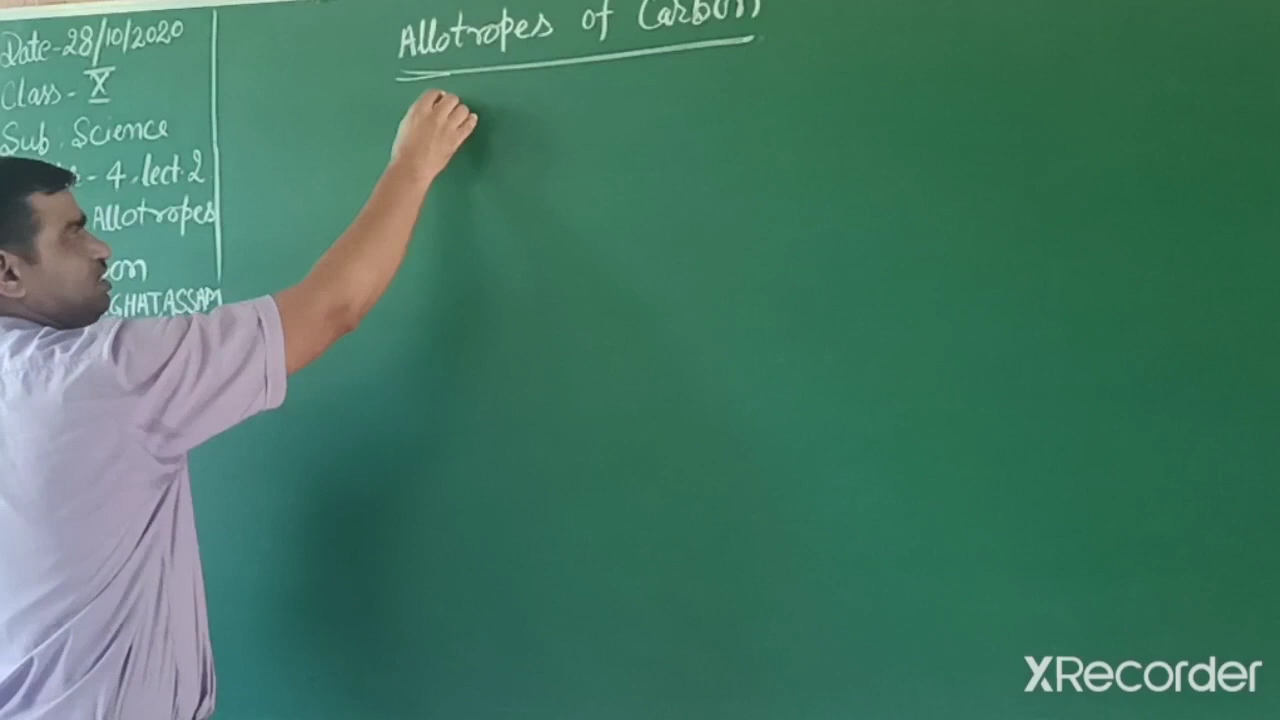 Date-28/10/2020
Class - X
Sub: Science
- 4. lect. 2
Allotropes
GHATASSAM
Allotropes of Carbon
XRecorder